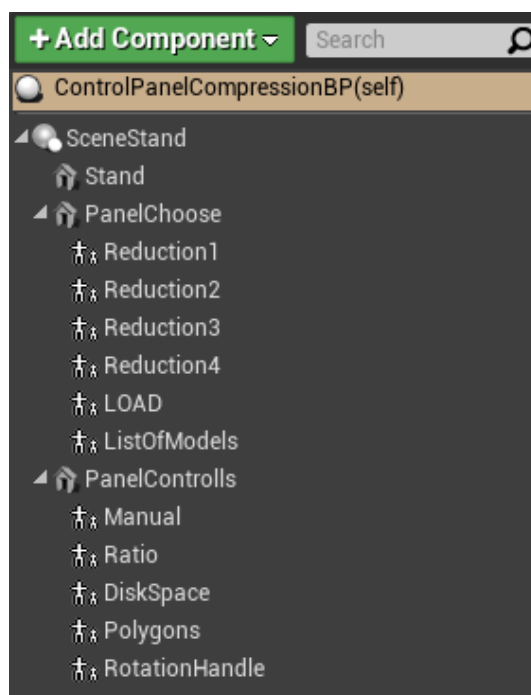 + Add Component
Search
ControlPanelCompressionBP(self)
SceneStand
Stand
PanelChoose
Reduction1
Reduction2
Reduction3
Reduction4
LOAD
ListOfModels
PanelControlls
Manual
Ratio
DiskSpace
Polygons
RotationHandle